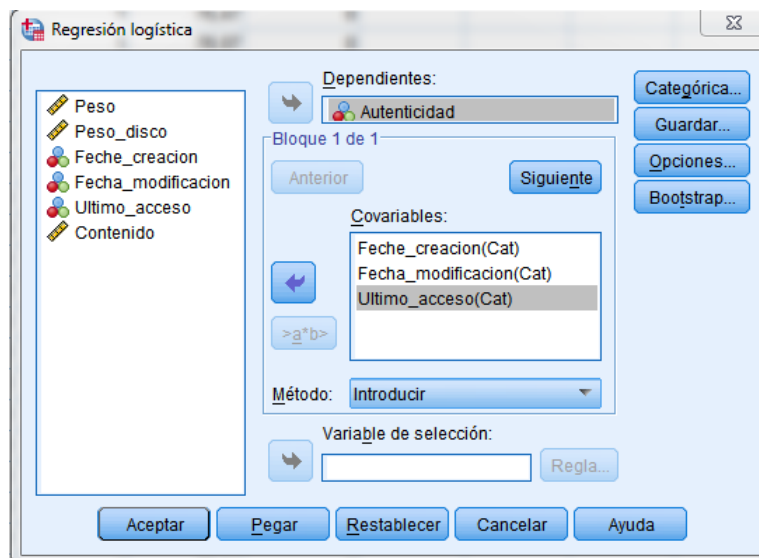 Regresión logística
Peso
Peso_disco
Feche_creacion
Fecha_modificacion
Ultimo_acceso
Contenido
Dependientes:
Autenticidad
Bloque 1 de 1
Anterior
Siguiente
Covariables:
Feche_creacion(Cat)
Fecha_modificacion(Cat)
Ultimo_acceso(Cat)
>a*b>
Método:
Introducir
Variable de selección:
Regla...
Categórica...
Guardar...
Opciones...
Bootstrap...
Aceptar
Pegar
Restablecer
Cancelar
Ayuda